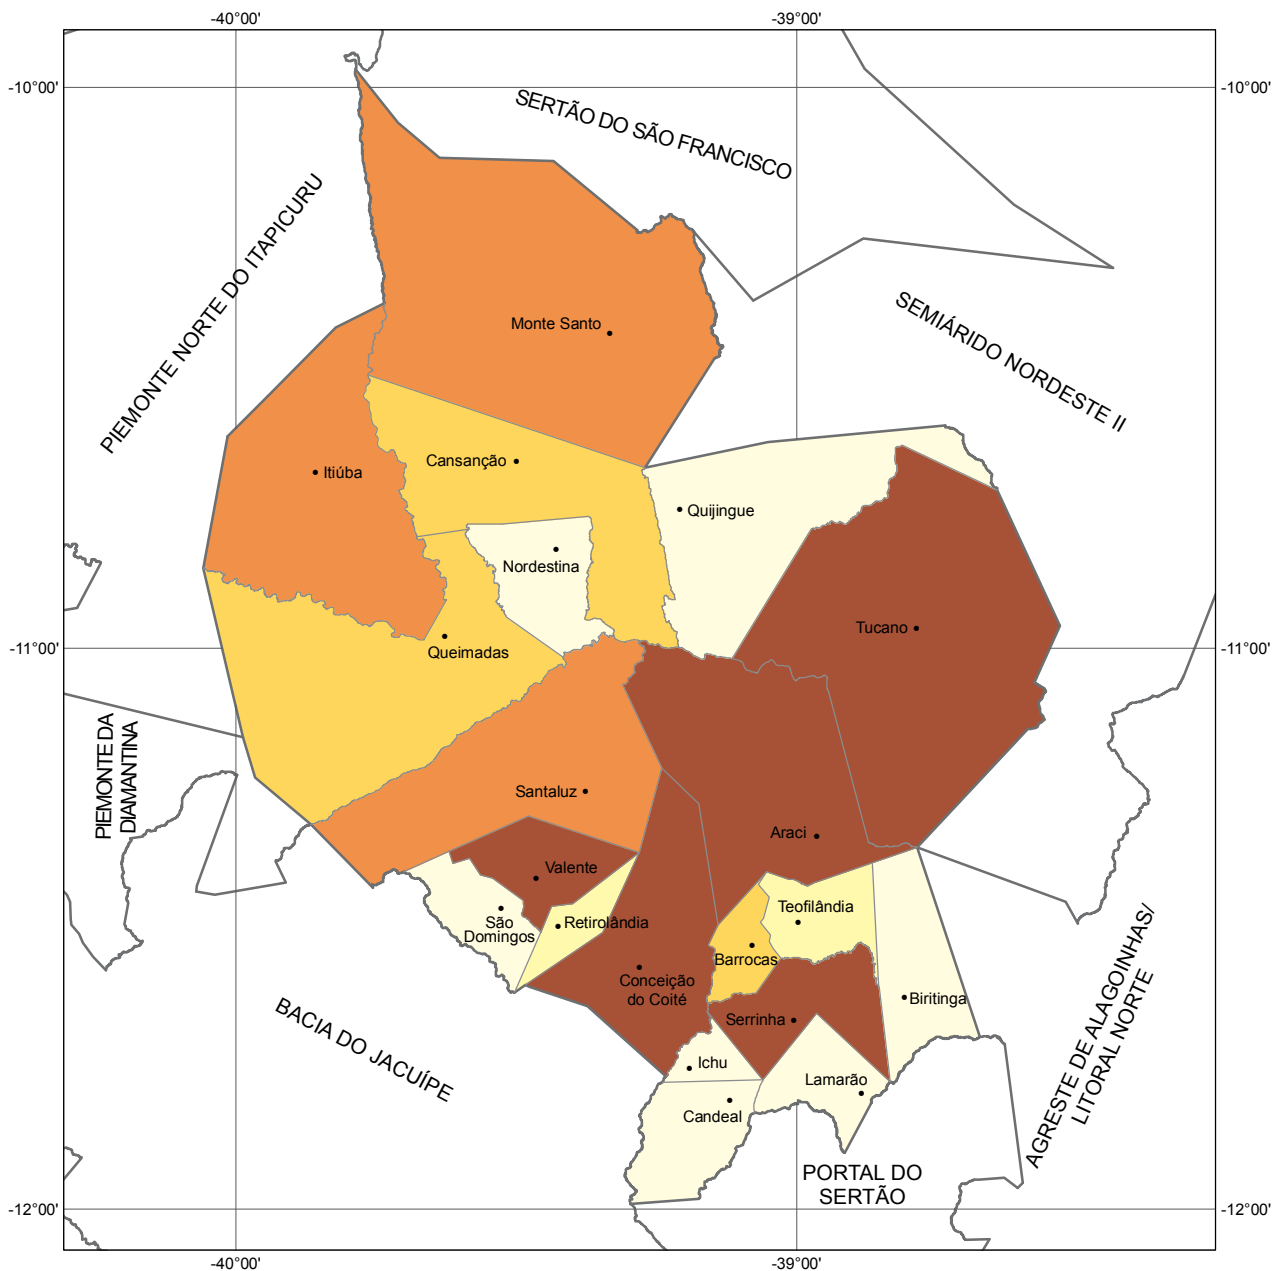 -40°00'
-39°00'
-10°00'
-10°00'
SERTÃO DO SÃO FRANCISCO
PIEMONTE NORTE DO ITAPICURU
SEMIÁRIDO NORDESTE II
Monte Santo
Cansanção
Itiúba
Quijingue
Nordestina
Tucano
-11°00'
-11°00'
Queimadas
PIEMONTE DA
DIAMANTINA
Santaluz
Araci
Valente
São
Domingos
Retirolândia
Teofilândia
Barrocas
Conceição
do Coité
Biritinga
Serrinha
BACIA DO JACUÍPE
Ichu
Lamarão
Candeal
AGRESTE DE ALAGOINHAS/
LITORAL NORTE
PORTAL DO
SERTÃO
-12°00'
-12°00'
-40°00'
-39°00'